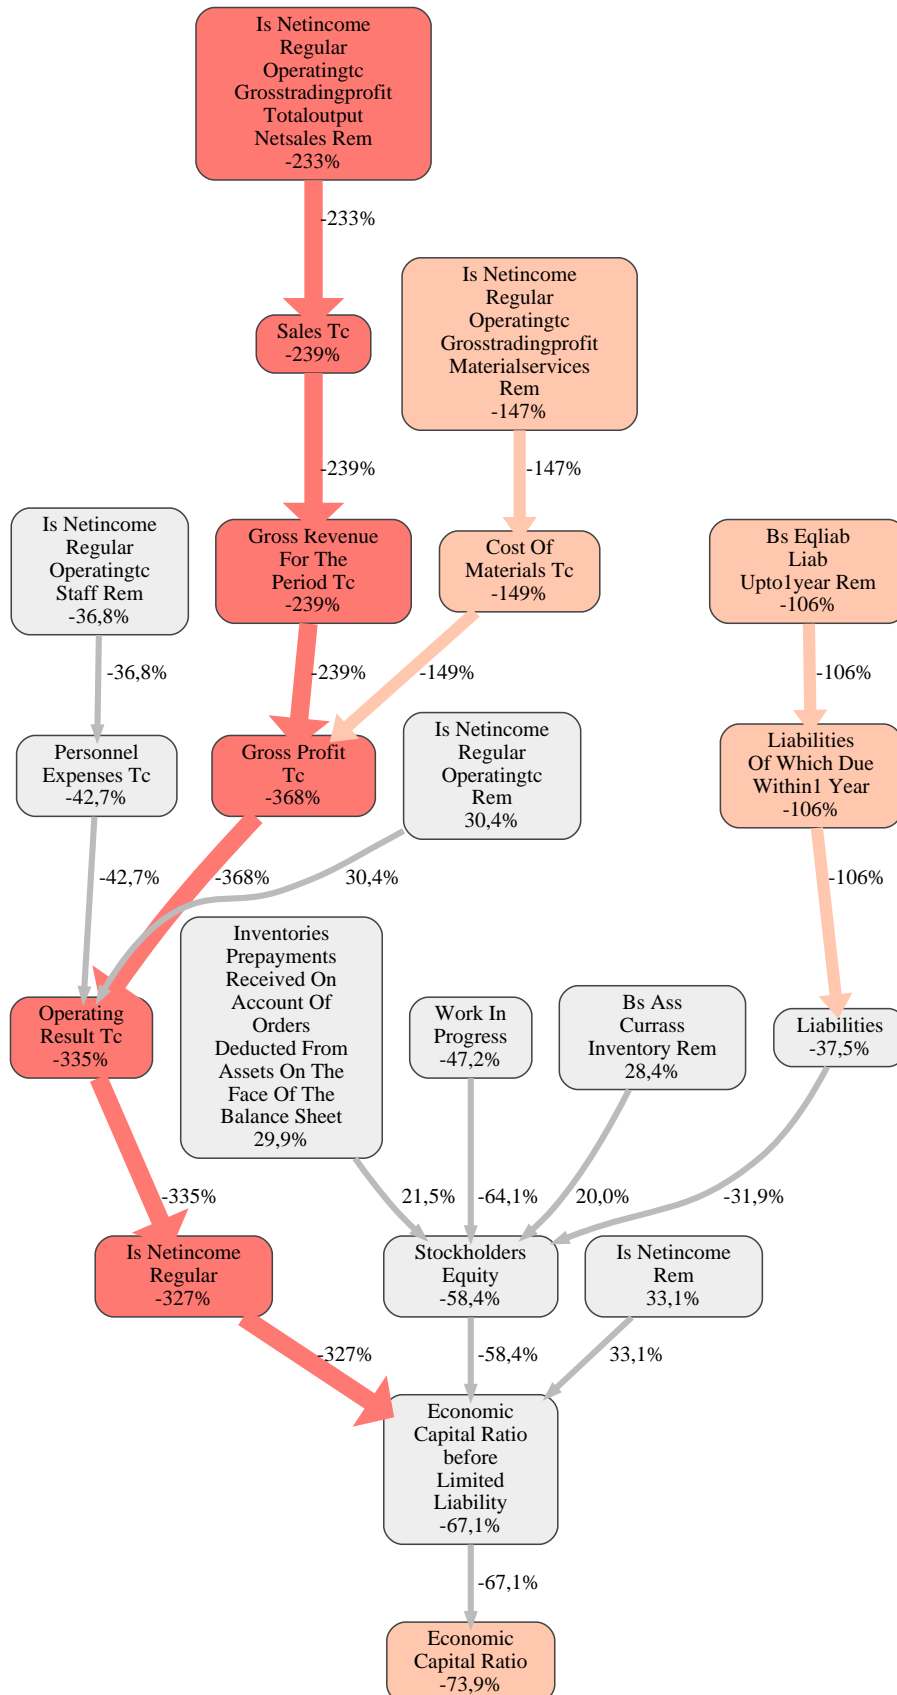 Is Netincome
Regular
Operatingtc
Grosstradingprofit
Totaloutput
Netsales Rem
-233%
-233%
Sales Tc
-239%
Is Netincome
Regular
Operatingtc
Grosstradingprofit
Materialservices
Rem
-147%
-239%
-147%
Is Netincome
Regular
Operatingtc
Staff Rem
-36,8%
Gross Revenue
For The
Period Tc
-239%
Cost Of
Materials Tc
-149%
Bs Eqliab
Liab
Upto1year Rem
-106%
-36,8%
-239%
-149%
-106%
Personnel
Expenses Tc
-42,7%
Gross Profit
Tc
-368%
Is Netincome
Regular
Operatingtc
Rem
30,4%
Liabilities
Of Which Due
Within1 Year
-106%
-42,7%
-368%
30,4%
-106%
Inventories
Prepayments
Received On
Account Of
Orders
Deducted From
Assets On The
Face Of The
Balance Sheet
29,9%
Operating
Result Tc
-335%
Work In
Progress
-47,2%
Bs Ass
Currass
Inventory Rem
28,4%
Liabilities
-37,5%
-335%
21,5%
-64,1%
20,0%
-31,9%
Is Netincome
Regular
-327%
Stockholders
Equity
-58,4%
Is Netincome
Rem
33,1%
-327%
-58,4%
33,1%
Economic
Capital Ratio
before
Limited
Liability
-67,1%
-67,1%
Economic
Capital Ratio
-73,9%